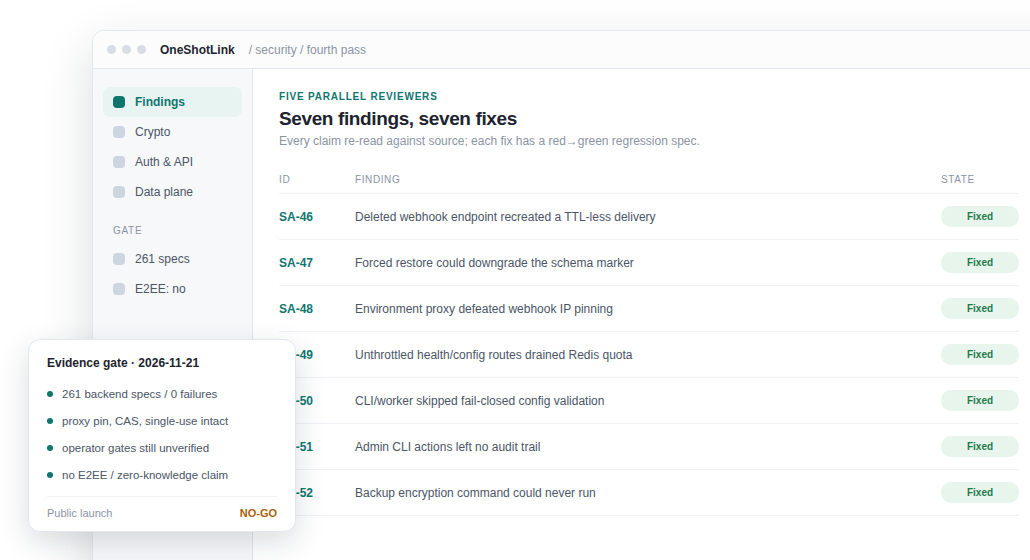 OneShotLink / security / fourth pass
Findings
Crypto
Auth & API
Data plane
GATE
261 specs
E2EE: no
FIVE PARALLEL REVIEWERS
Seven findings, seven fixes
Every claim re-read against source; each fix has a red→green regression spec.
ID FINDING STATE
SA-46 Deleted webhook endpoint recreated a TTL-less delivery Fixed
SA-47 Forced restore could downgrade the schema marker Fixed
SA-48 Environment proxy defeated webhook IP pinning Fixed
-49 Unthrottled health/config routes drained Redis quota Fixed
-50 CLI/worker skipped fail-closed config validation Fixed
-51 Admin CLI actions left no audit trail Fixed
-52 Backup encryption command could never run Fixed
Evidence gate · 2026-11-21
261 backend specs / 0 failures
proxy pin, CAS, single-use intact
operator gates still unverified
no E2EE / zero-knowledge claim
Public launch NO-GO